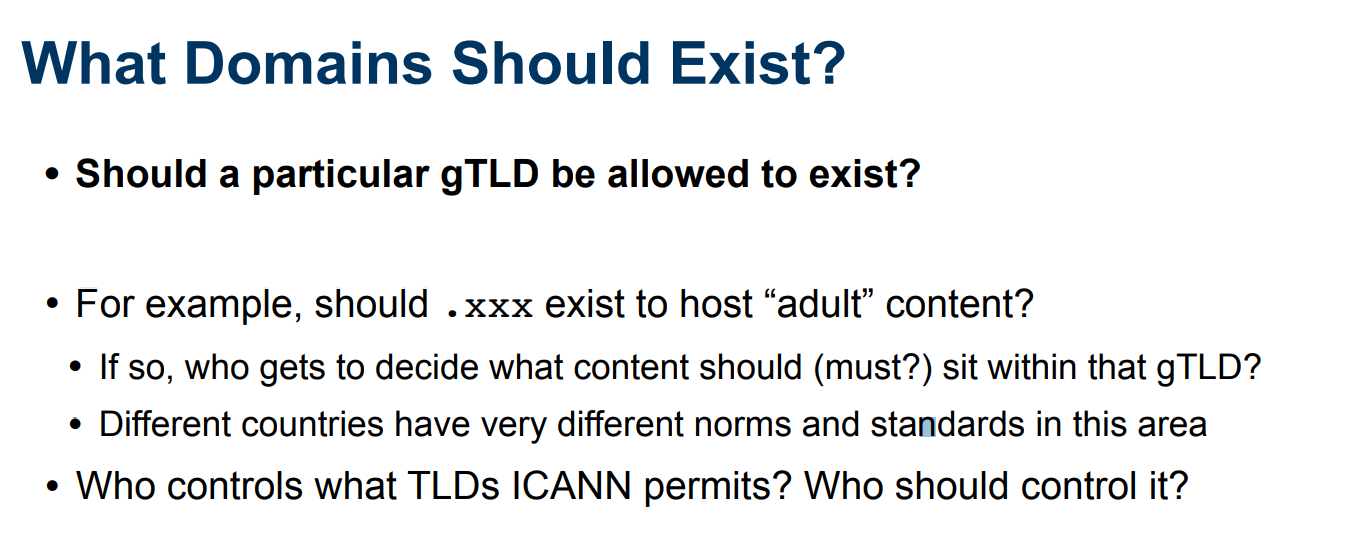 What Domains Should Exist?
• Should a particular gTLD be allowed to exist?
• For example, should .xxx exist to host “adult” content?
• If so, who gets to decide what content should (must?) sit within that gTLD?
• Different countries have very different norms and standards in this area
• Who controls what TLDs ICANN permits? Who should control it?